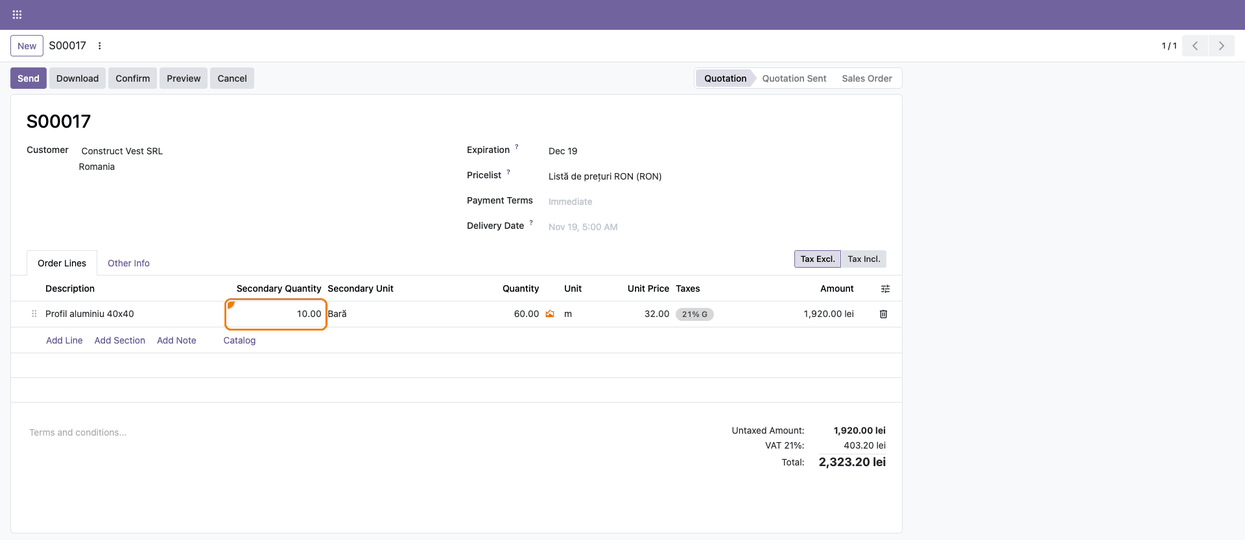 New S00017 1 / 1
Send Download Confirm Preview Cancel Quotation Quotation Sent Sales Order
S00017
Customer Construct Vest SRL
Romania
Expiration ? Dec 19
Pricelist ? Listă de prețuri RON (RON)
Payment Terms Immediate
Delivery Date ? Nov 19, 5:00 AM
Order Lines Other Info Tax Excl. Tax Incl.
Description Secondary Quantity Secondary Unit Quantity Unit Unit Price Taxes Amount
Profil aluminiu 40x40 10.00 Bară 60.00 m 32.00 21% G 1,920.00 lei
Add Line Add Section Add Note Catalog
Terms and conditions...
Untaxed Amount: 1,920.00 lei
VAT 21%: 403.20 lei
Total: 2,323.20 lei